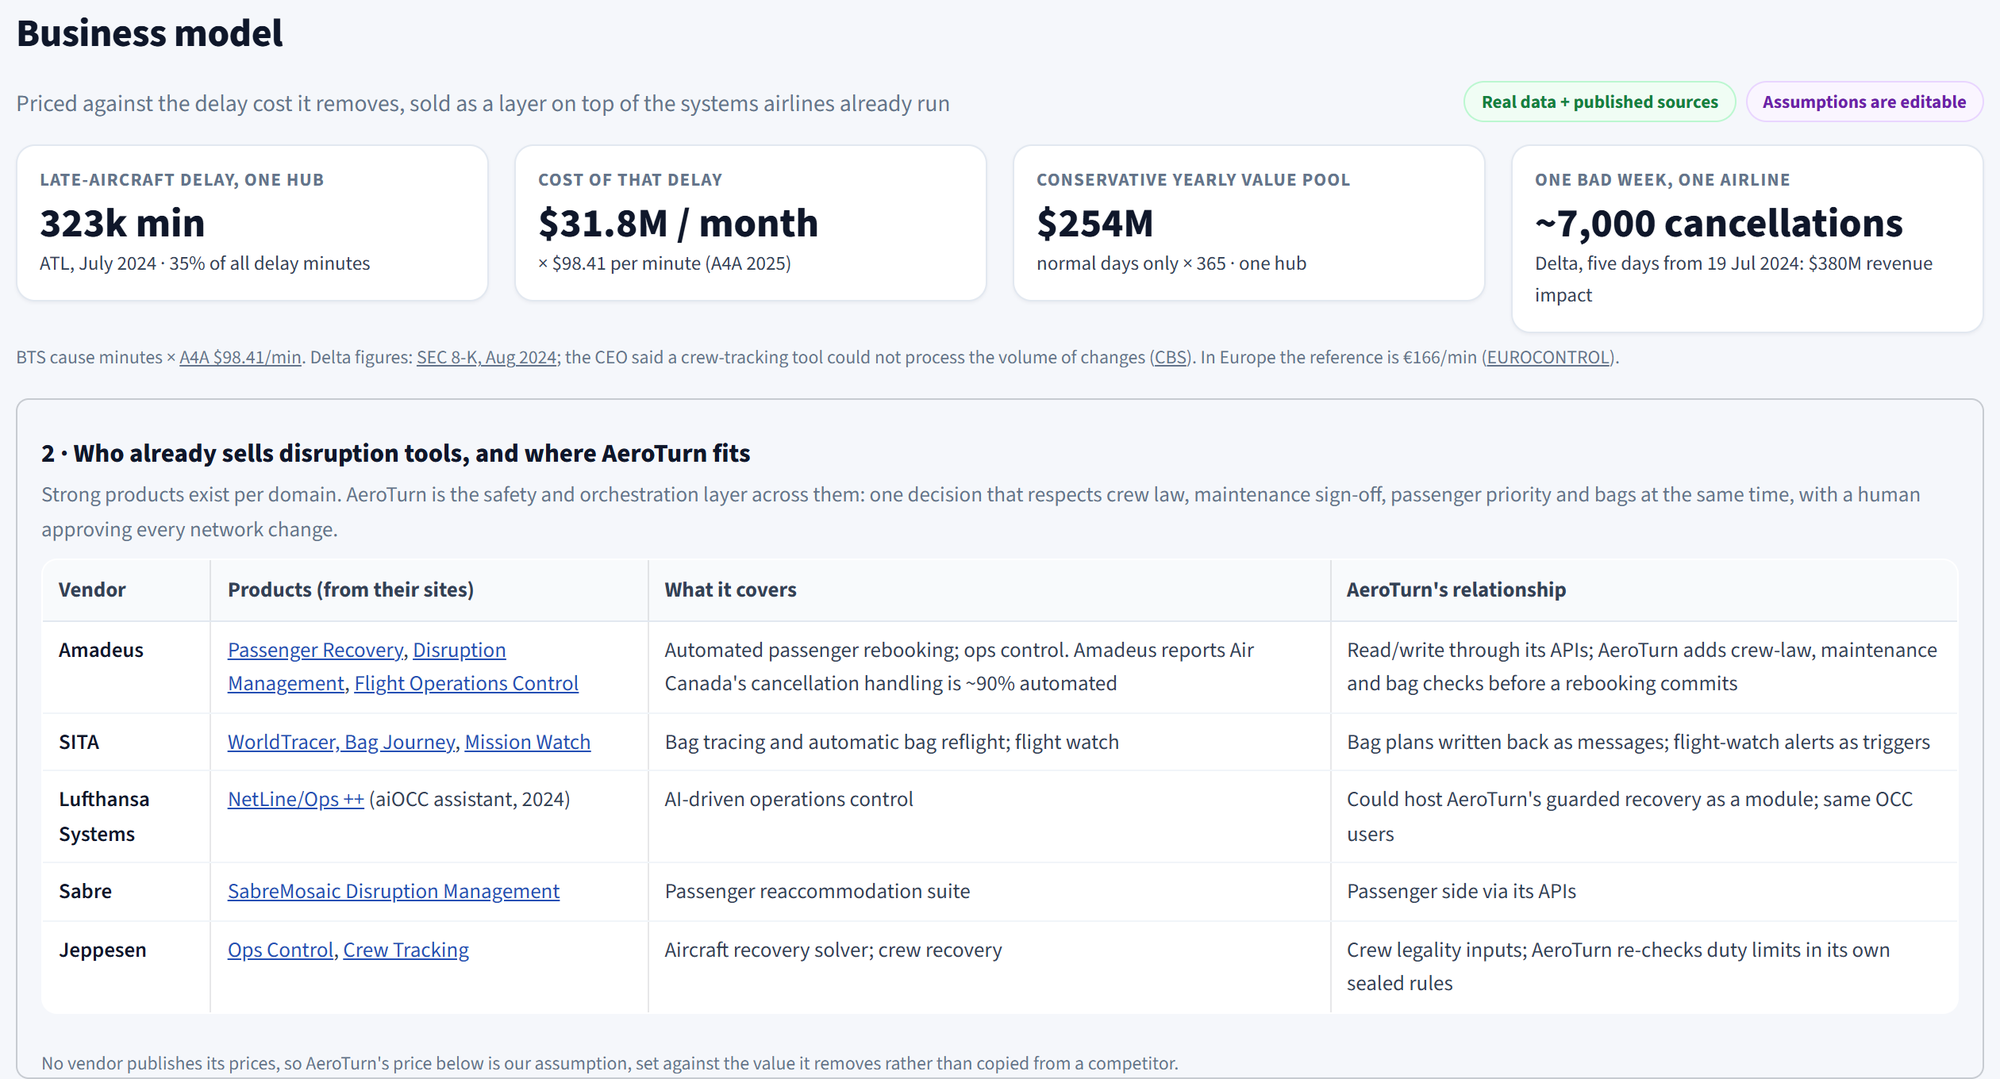 Business model
Priced against the delay cost it removes, sold as a layer on top of the systems airlines already run
Real data + published sources
Assumptions are editable
LATE-AIRCRAFT DELAY, ONE HUB
323k min
ATL, July 2024 · 35% of all delay minutes
COST OF THAT DELAY
$31.8M / month
× $98.41 per minute (A4A 2025)
CONSERVATIVE YEARLY VALUE POOL
$254M
normal days only × 365 · one hub
ONE BAD WEEK, ONE AIRLINE
~7,000 cancellations
Delta, five days from 19 Jul 2024: $380M revenue
impact
BTS cause minutes × A4A $98.41/min. Delta figures: SEC 8-K, Aug 2024; the CEO said a crew-tracking tool could not process the volume of changes (CBS). In Europe the reference is €166/min (EUROCONTROL).
2 · Who already sells disruption tools, and where AeroTurn fits
Strong products exist per domain. AeroTurn is the safety and orchestration layer across them: one decision that respects crew law, maintenance sign-off, passenger priority and bags at the same time, with a human
approving every network change.
Vendor
Products (from their sites)
What it covers
AeroTurn's relationship
Amadeus
Passenger Recovery, Disruption
Management, Flight Operations Control
Automated passenger rebooking; ops control. Amadeus reports Air
Canada's cancellation handling is ~90% automated
Read/write through its APIs; AeroTurn adds crew-law, maintenance
and bag checks before a rebooking commits
SITA
WorldTracer, Bag Journey, Mission Watch
Bag tracing and automatic bag reflight; flight watch
Bag plans written back as messages; flight-watch alerts as triggers
Lufthansa
Systems
NetLine/Ops ++ (aiOCC assistant, 2024)
AI-driven operations control
Could host AeroTurn's guarded recovery as a module; same OCC
users
Sabre
SabreMosaic Disruption Management
Passenger reaccommodation suite
Passenger side via its APIs
Jeppesen
Ops Control, Crew Tracking
Aircraft recovery solver; crew recovery
Crew legality inputs; AeroTurn re-checks duty limits in its own
sealed rules
No vendor publishes its prices, so AeroTurn's price below is our assumption, set against the value it removes rather than copied from a competitor.